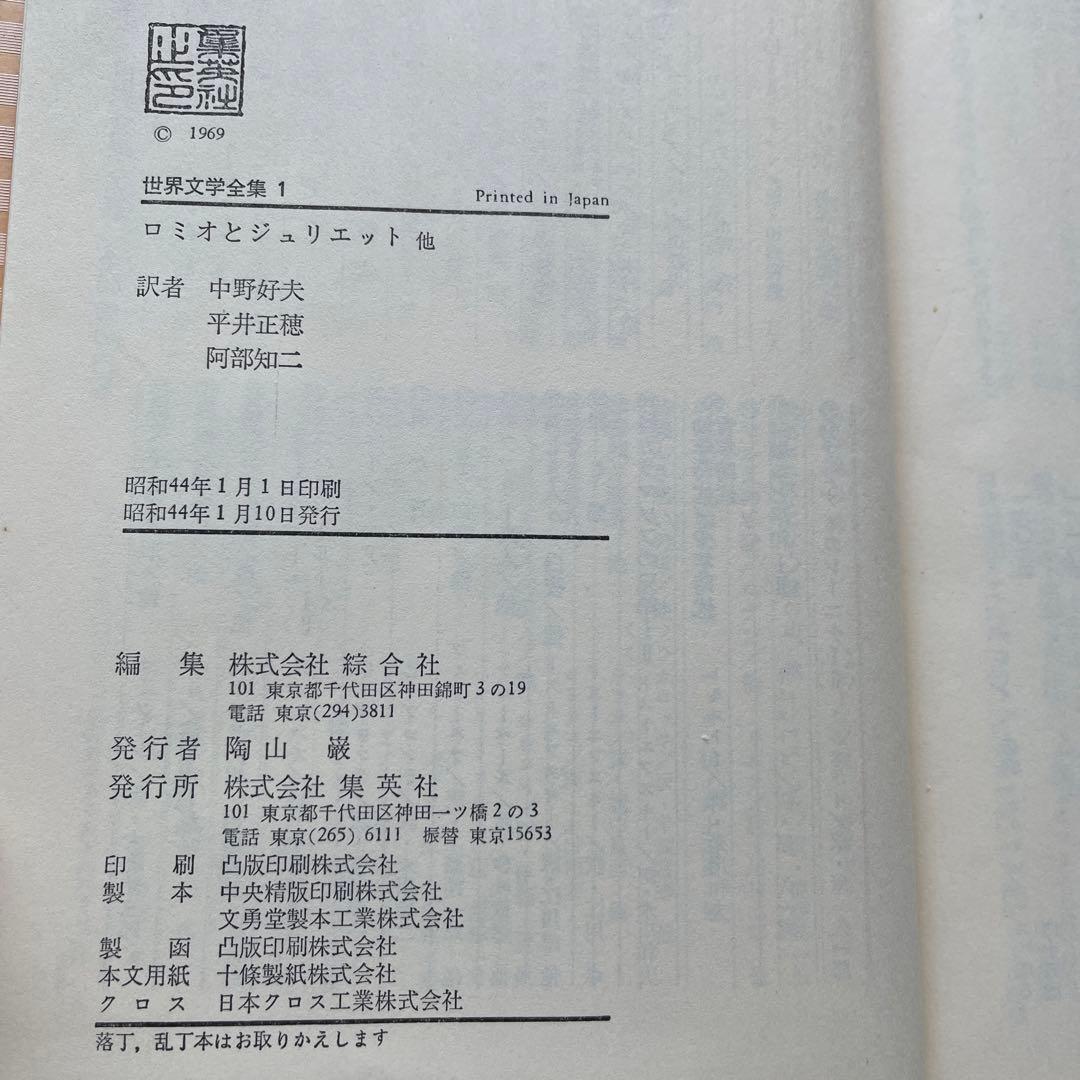 集英社
之印
© 1969
世界文学全集 1
Printed in Japan
ロミオとジュリエット 他
訳者 中野好夫
平井正穂
阿部知二
昭和44年1月1日印刷
昭和44年1月10日発行
編集 株式会社 綜合社
101 東京都千代田区神田錦町3の19
電話 東京(294)3811
発行者 陶山 巌
発行所 株式会社 集英社
101 東京都千代田区神田一ツ橋2の3
電話 東京(265) 6111 振替 東京15653
印刷 凸版印刷株式会社
製本 中央精版印刷株式会社
文勇堂製本工業株式会社
製函 凸版印刷株式会社
本文用紙 十條製紙株式会社
クロス 日本クロス工業株式会社
落丁，乱丁本はお取りかえします